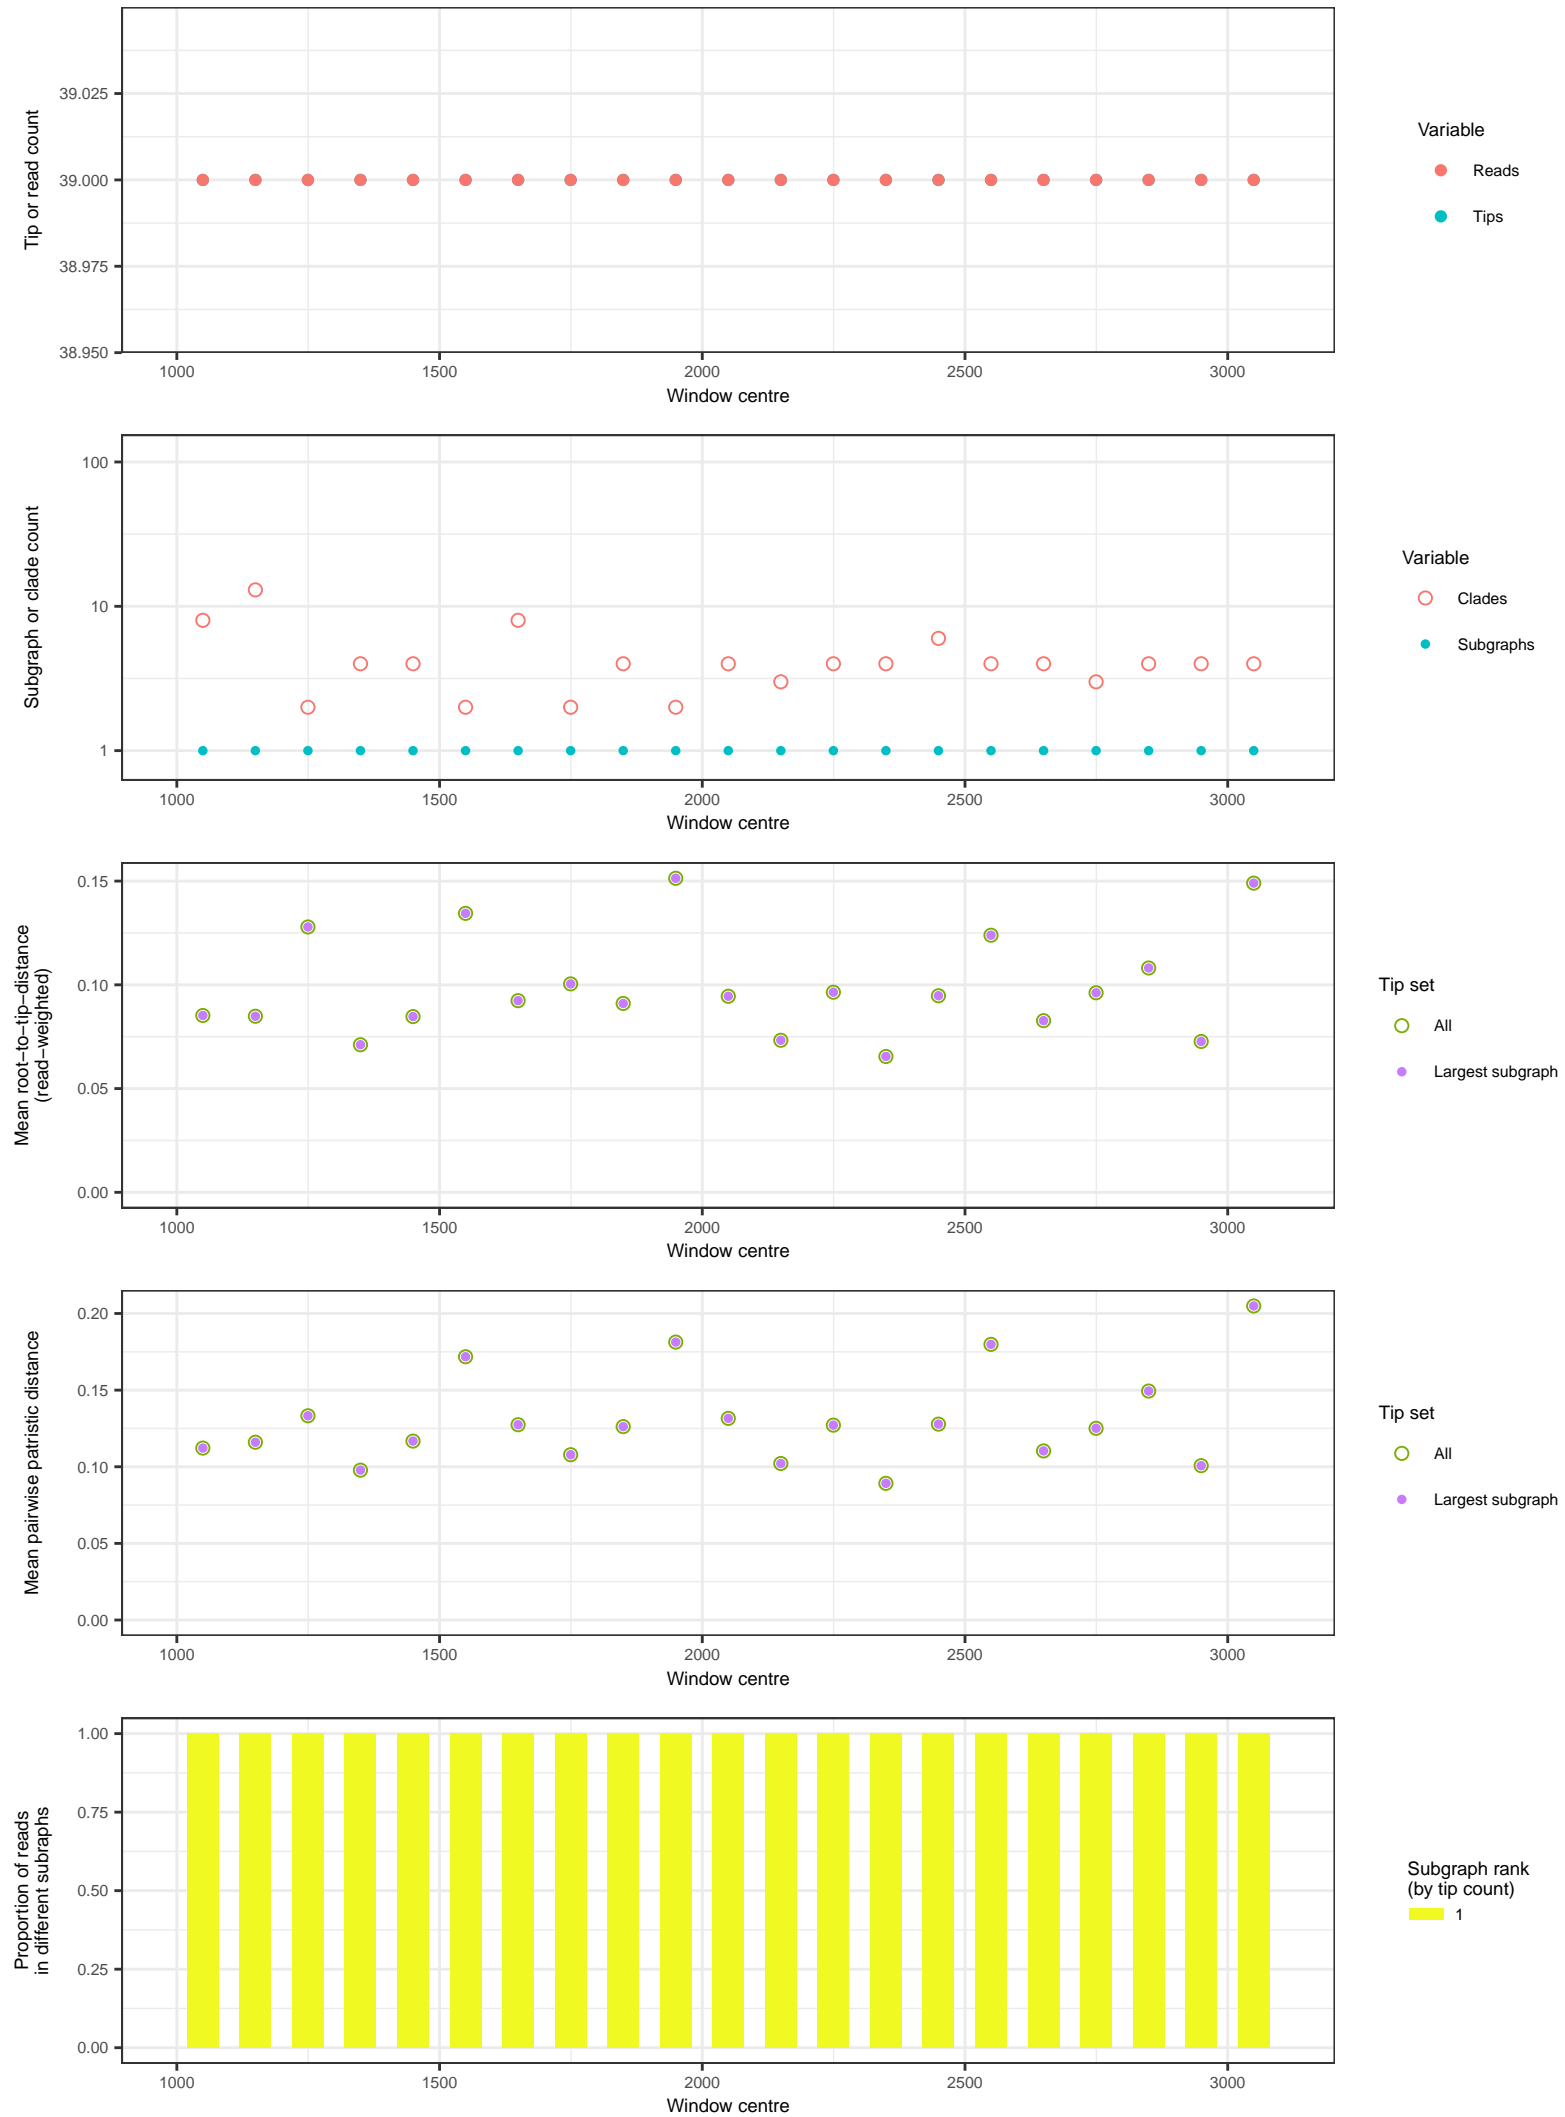 39.025
39.000
38.975
38.950
Tip or read count
1000 1500 2000 2500 3000
Window centre
Variable
Reads
Tips
100
10
1
Subgraph or clade count
1000 1500 2000 2500 3000
Window centre
Variable
Clades
Subgraphs
0.15
0.10
0.05
0.00
Mean root−to−tip−distance
(read−weighted)
1000 1500 2000 2500 3000
Window centre
Tip set
All
Largest subgraph
0.20
0.15
0.10
0.05
0.00
Mean pairwise patristic distance
1000 1500 2000 2500 3000
Window centre
Tip set
All
Largest subgraph
1.00
0.75
0.50
0.25
0.00
Proportion of reads
in different subraphs
1000 1500 2000 2500 3000
Window centre
Subgraph rank
(by tip count)
1